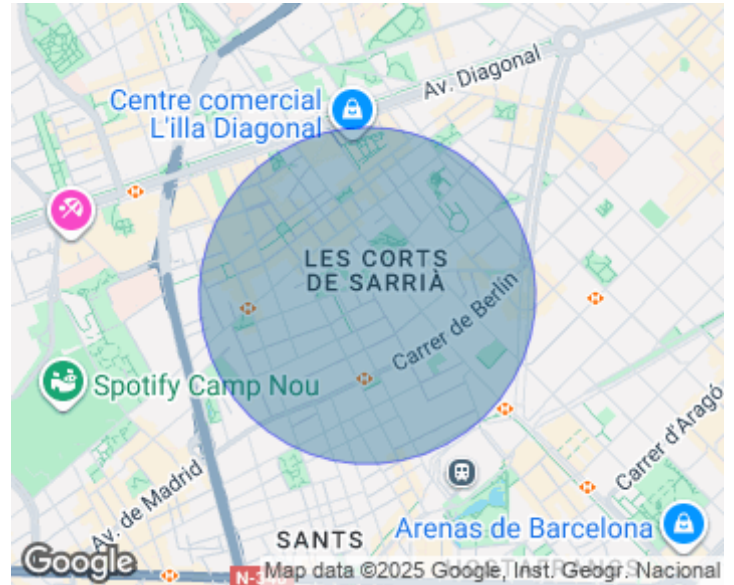 Av. Diagonal
Centre comercial
L'illa Diagonal
LES CORTS
DE SARRIÀ
Carrer de Berlín
Spotify Camp Nou
Carrer d'Aragó
Av. de Madrid
SANTS
Arenas de Barcelona
Google
Map data ©2025 Google, Inst. Geogr. Nacional